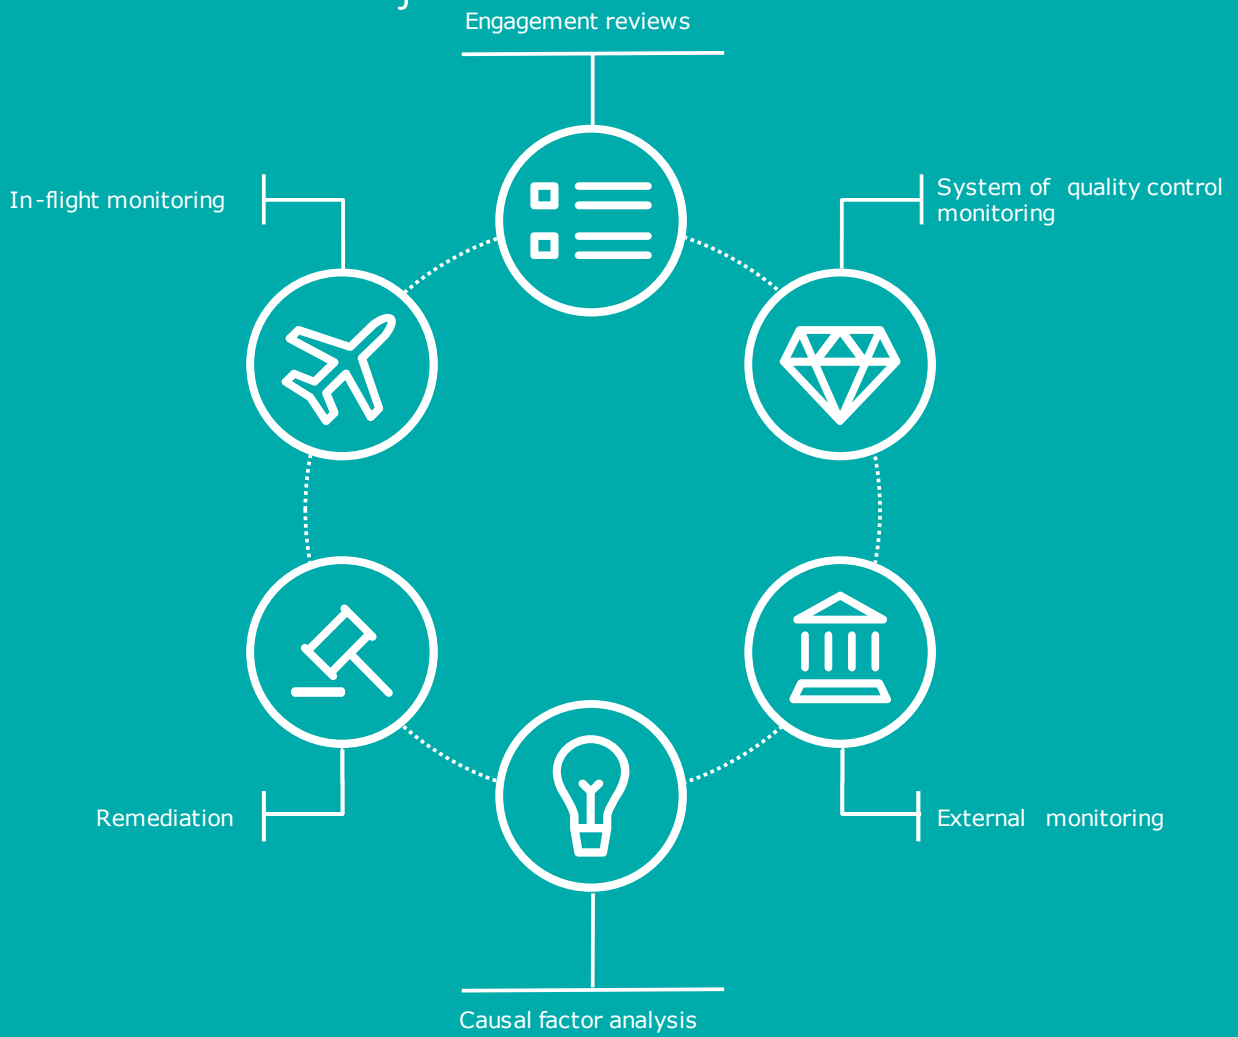 Engagement reviews
In-flight monitoring
System of quality control
monitoring
Remediation
External monitoring
Causal factor analysis